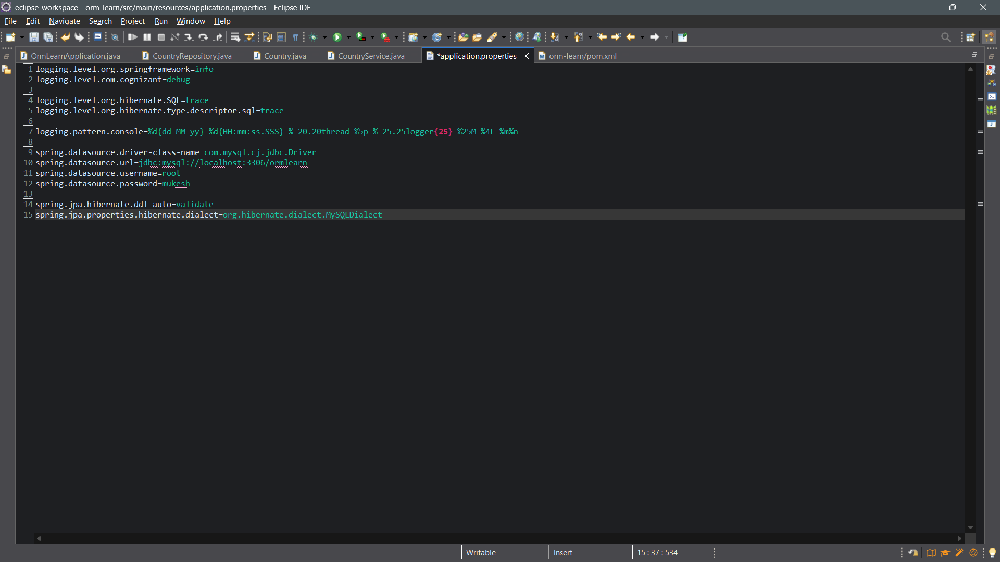 eclipse-workspace - orm-learn/src/main/resources/application.properties - Eclipse IDE
File Edit Navigate Search Project Run Window Help
OrmLearnApplication.java CountryRepository.java Country.java CountryService.java *application.properties orm-learn/pom.xml
1 logging.level.org.springframework=info
2 logging.level.com.cognizant=debug
3
4 logging.level.org.hibernate.SQL=trace
5 logging.level.org.hibernate.type.descriptor.sql=trace
6
7 logging.pattern.console=%d{dd-MM-yy} %d{HH:mm:ss.SSS} %-20.20thread %5p %-25.25logger{25} %25M %4L %m%n
8
9 spring.datasource.driver-class-name=com.mysql.cj.jdbc.Driver
10 spring.datasource.url=jdbc:mysql://localhost:3306/ormlearn
11 spring.datasource.username=root
12 spring.datasource.password=mukesh
13
14 spring.jpa.hibernate.ddl-auto=validate
15 spring.jpa.properties.hibernate.dialect=org.hibernate.dialect.MySQLDialect
Writable Insert 15 : 37 : 534